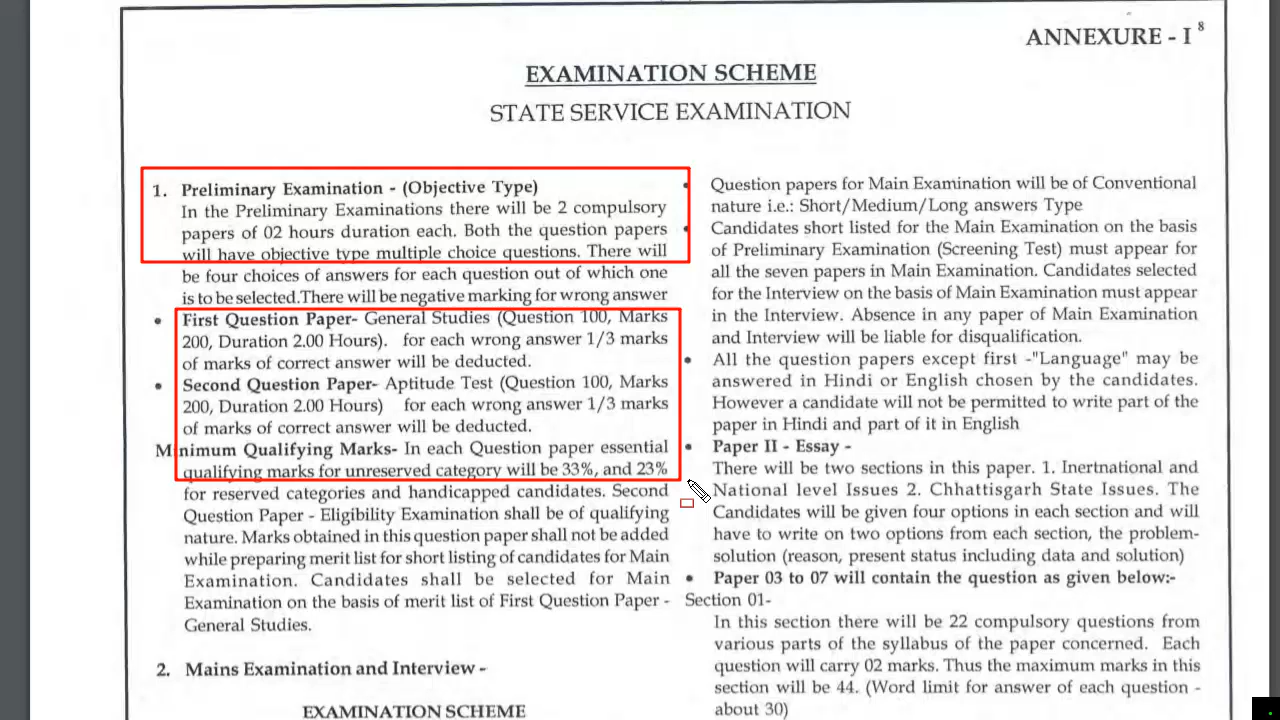 ANNEXURE - I 8
EXAMINATION SCHEME
STATE SERVICE EXAMINATION
1. Preliminary Examination - (Objective Type)
In the Preliminary Examinations there will be 2 compulsory
papers of 02 hours duration each. Both the question papers
will have objective type multiple choice questions. There will
be four choices of answers for each question out of which one
is to be selected.There will be negative marking for wrong answer
• First Question Paper- General Studies (Question 100, Marks
200, Duration 2.00 Hours). for each wrong answer 1/3 marks
of marks of correct answer will be deducted.
• Second Question Paper- Aptitude Test (Question 100, Marks
200, Duration 2.00 Hours) for each wrong answer 1/3 marks
of marks of correct answer will be deducted.
Minimum Qualifying Marks- In each Question paper essential
qualifying marks for unreserved category will be 33%, and 23%
for reserved categories and handicapped candidates. Second
Question Paper - Eligibility Examination shall be of qualifying
nature. Marks obtained in this question paper shall not be added
while preparing merit list for short listing of candidates for Main
Examination. Candidates shall be selected for Main
Examination on the basis of merit list of First Question Paper -
General Studies.
2. Mains Examination and Interview -
EXAMINATION SCHEME
• Question papers for Main Examination will be of Conventional
nature i.e.: Short/Medium/Long answers Type
• Candidates short listed for the Main Examination on the basis
of Preliminary Examination (Screening Test) must appear for
all the seven papers in Main Examination. Candidates selected
for the Interview on the basis of Main Examination must appear
in the Interview. Absence in any paper of Main Examination
and Interview will be liable for disqualification.
• All the question papers except first -"Language" may be
answered in Hindi or English chosen by the candidates.
However a candidate will not be permitted to write part of the
paper in Hindi and part of it in English
• Paper II - Essay -
There will be two sections in this paper. 1. Inertnational and
National level Issues 2. Chhattisgarh State Issues. The
Candidates will be given four options in each section and will
have to write on two options from each section, the problem-
solution (reason, present status including data and solution)
• Paper 03 to 07 will contain the question as given below:-
Section 01-
In this section there will be 22 compulsory questions from
various parts of the syllabus of the paper concerned. Each
question will carry 02 marks. Thus the maximum marks in this
section will be 44. (Word limit for answer of each question -
about 30)